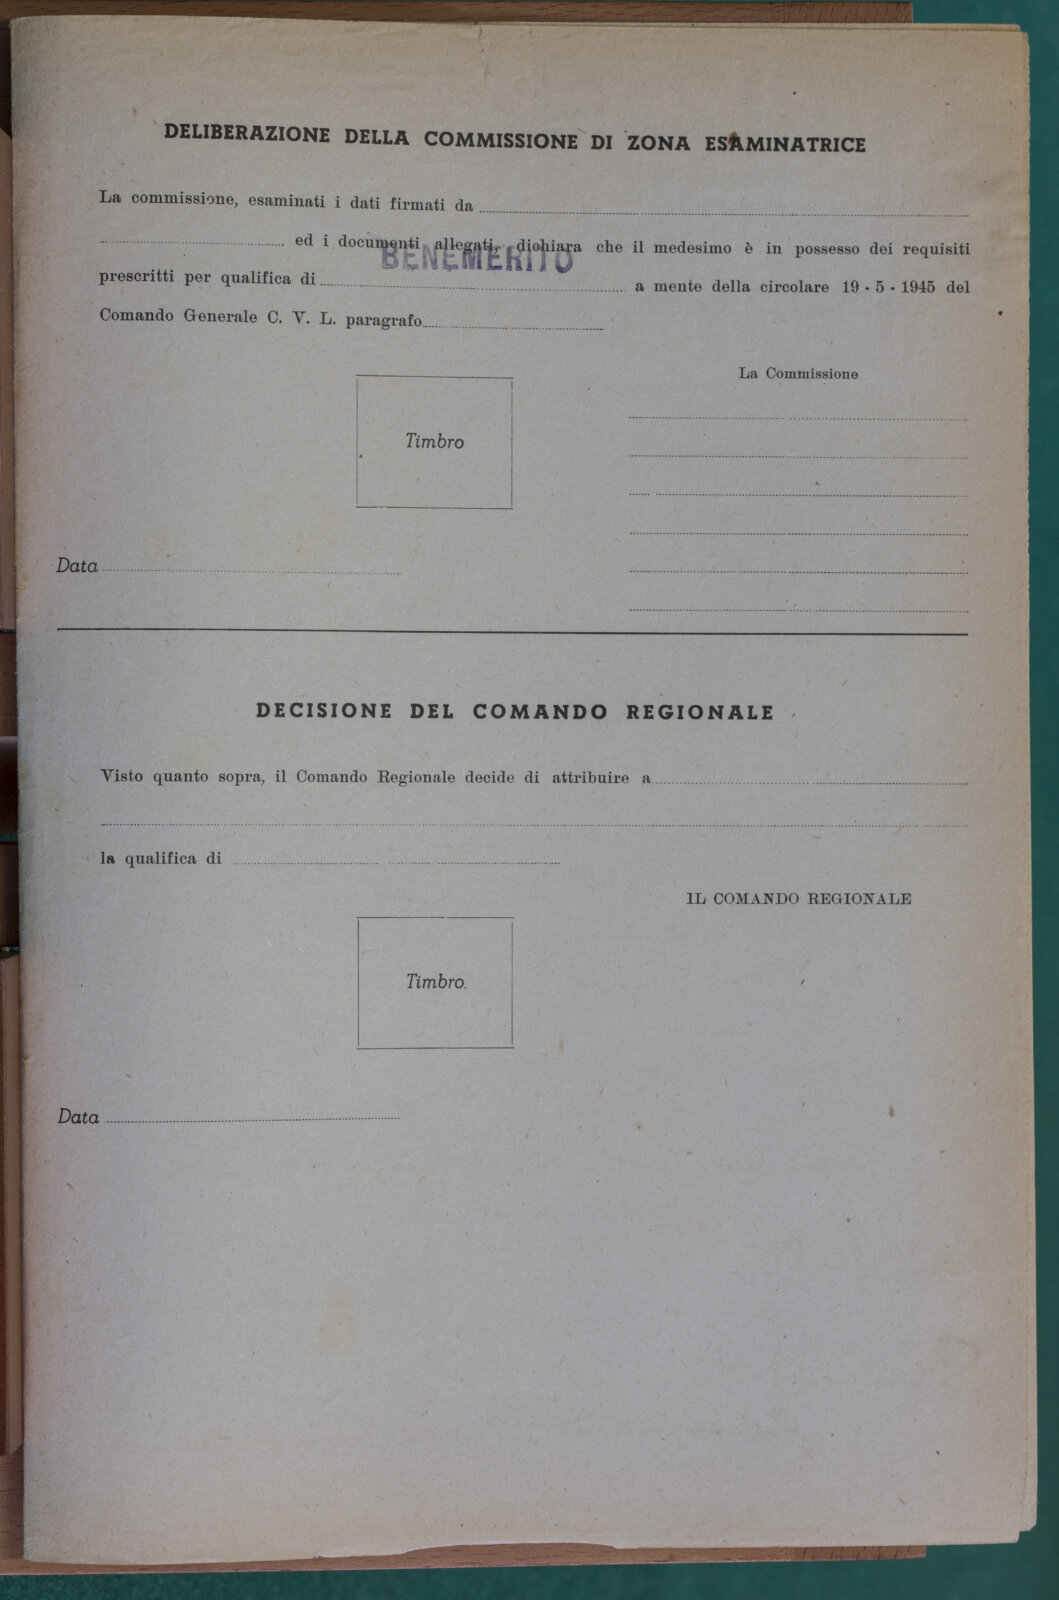 DELIBERAZIONE DELLA COMMISSIONE DI ZONA ESAMINATRICE
La commissione, esaminati i dati firmati da
ed i documenti allegati, dichiara che il medesimo è in possesso dei requisiti
BENEMERITO
prescritti per qualifica di a mente della circolare 19 - 5 - 1945 del
Comando Generale C. V. L. paragrafo
La Commissione
Timbro
Data
DECISIONE DEL COMANDO REGIONALE
Visto quanto sopra, il Comando Regionale decide di attribuire a
la qualifica di
IL COMANDO REGIONALE
Timbro
Data